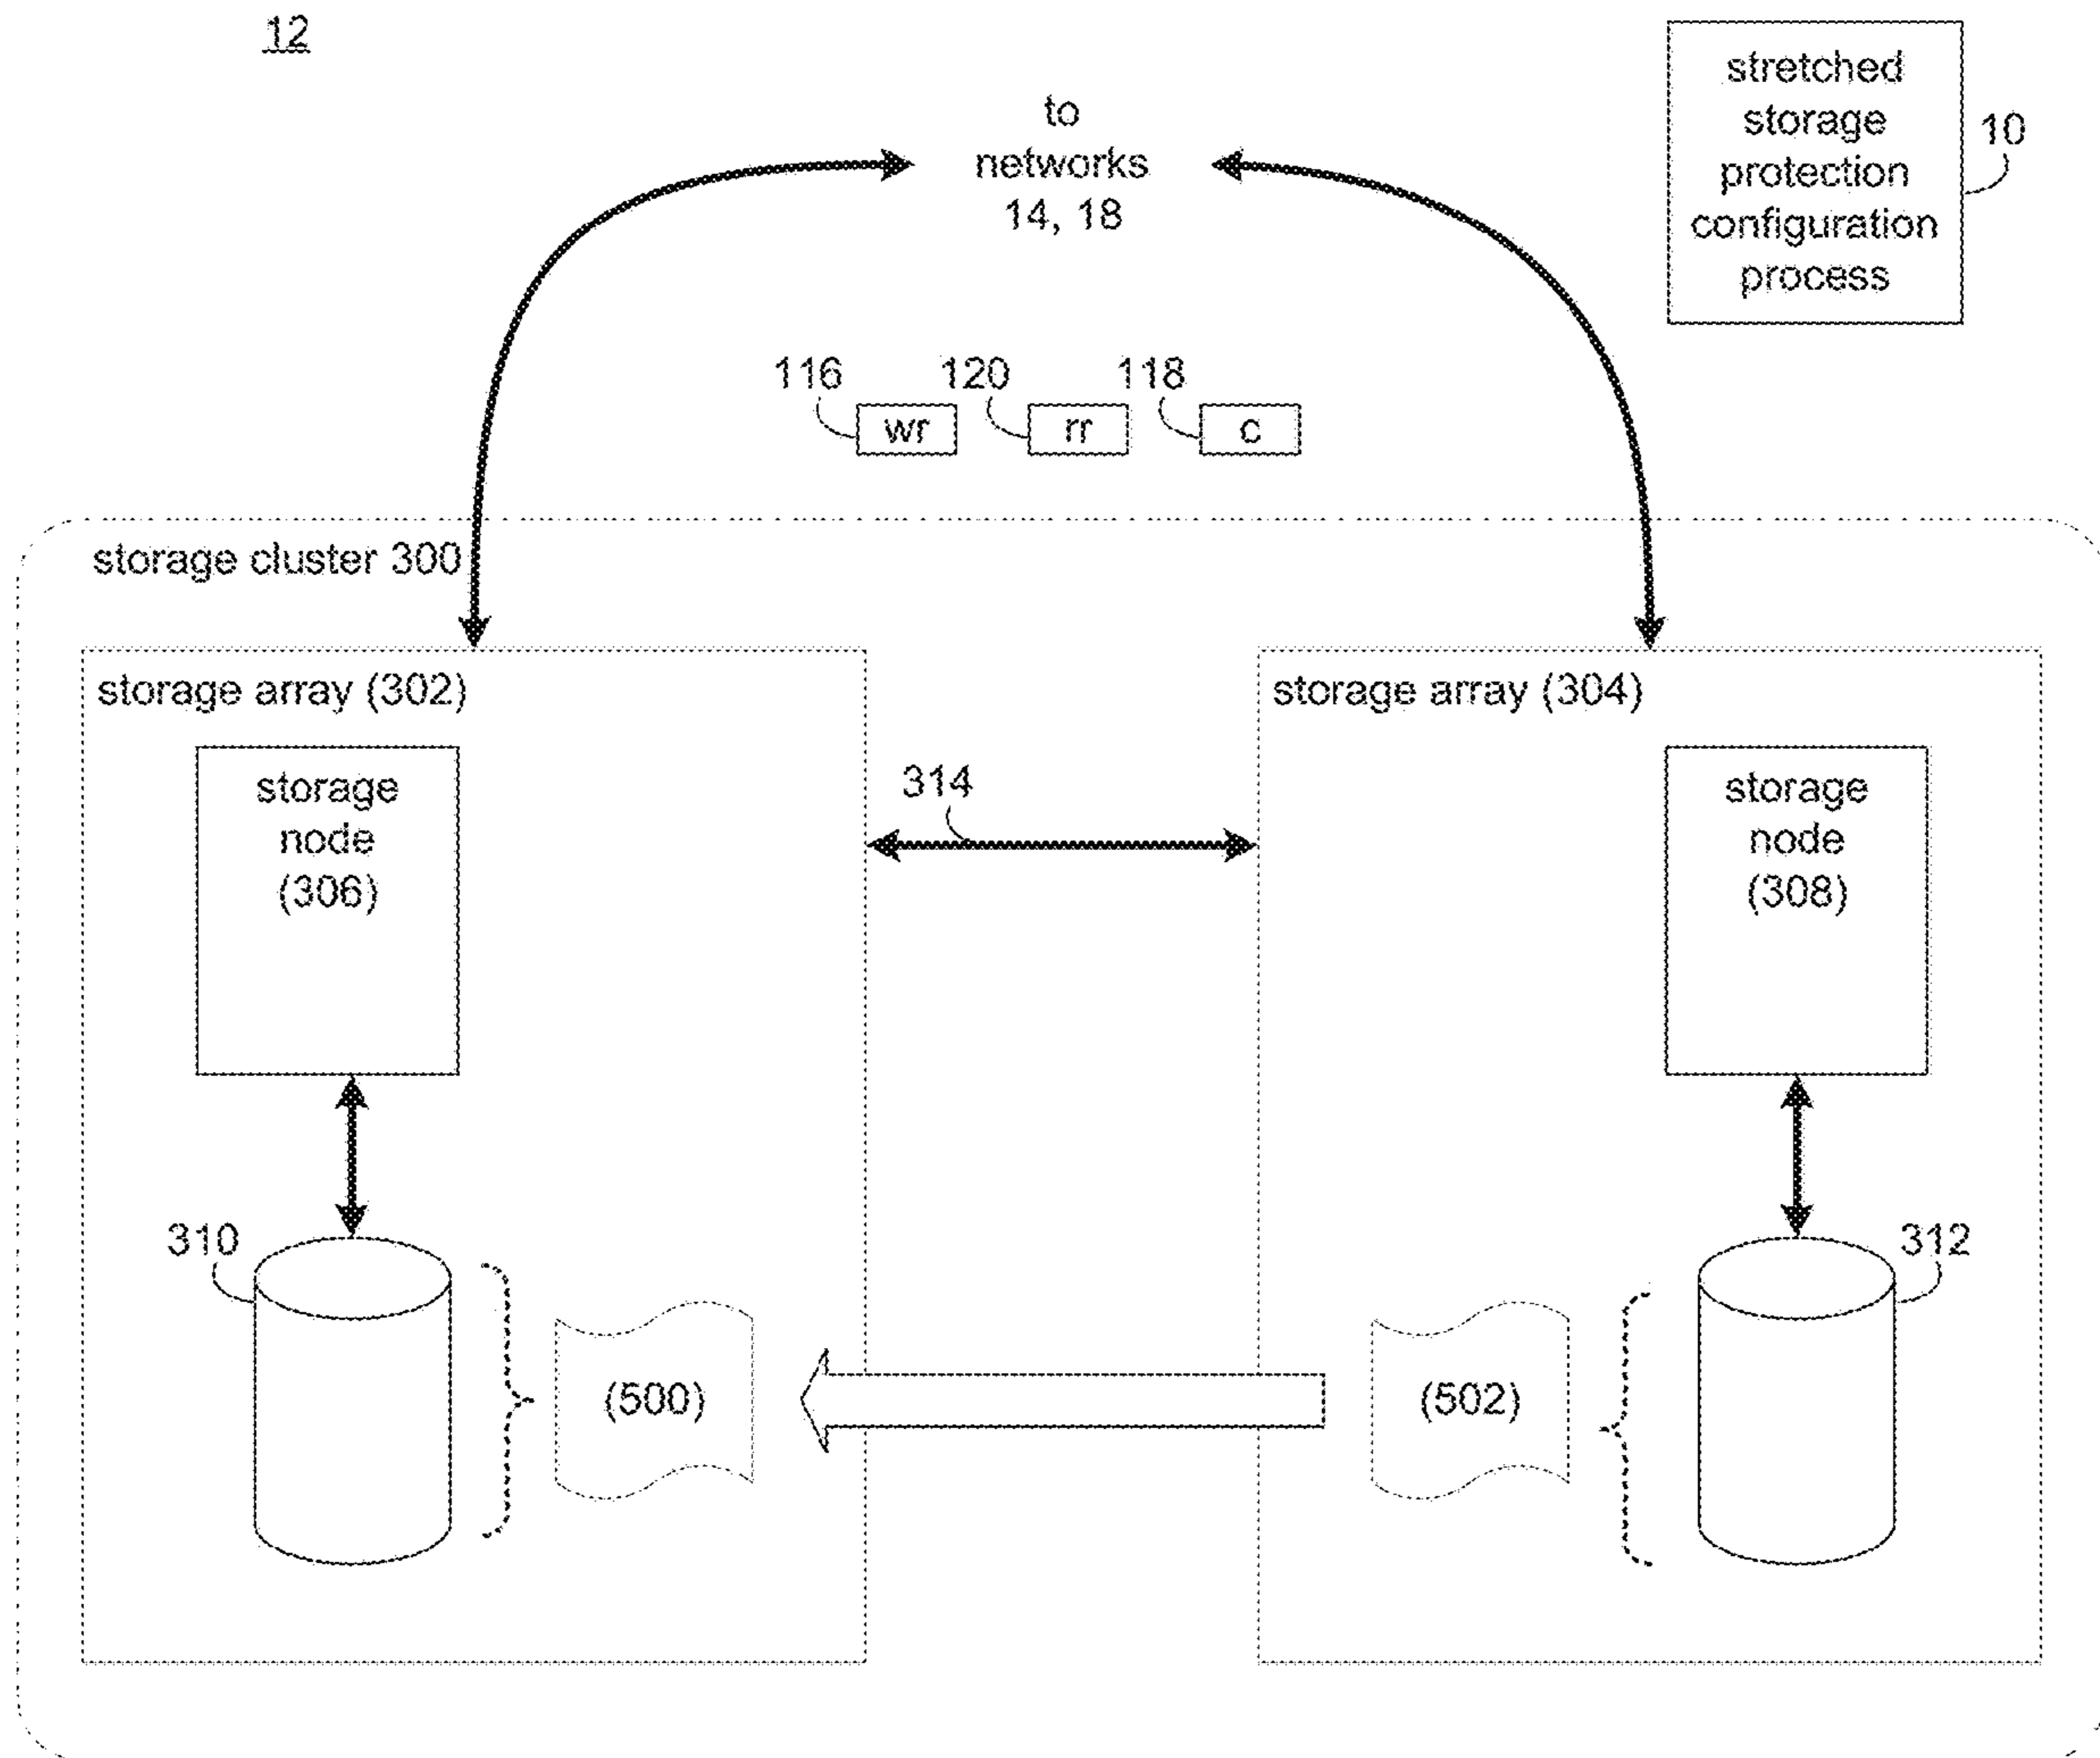 12
to
networks
14, 18
stretched
storage
protection
configuration
process
10
116
120
118
wr
rr
c
storage cluster 300
storage array (302)
storage array (304)
storage
node
(306)
314
storage
node
(308)
310
312
(500)
(502)